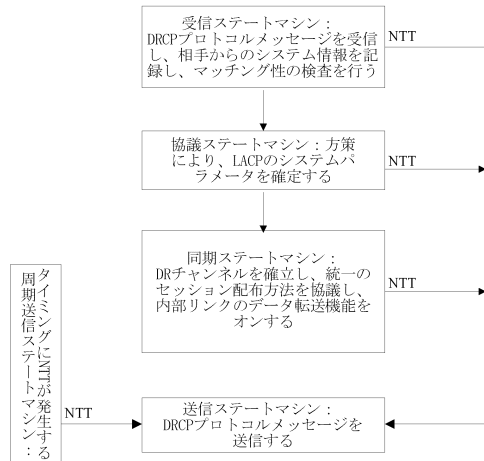 受信ステートマシン：
DRCPプロトコルメッセージを受信
し、相手からのシステム情報を記
録し、マッチング性の検査を行う
NTT
協議ステートマシン：方策
により、LACPのシステムパ
ラメータを確定する
NTT
同期ステートマシン：
DRチャンネルを確立し、統一の
セッション配布方法を協議し、
内部リンクのデータ転送機能を
オンする
NTT
周期送信ステートマシン：
タイミングにNTTが発生する
NTT
送信ステートマシン：
DRCPプロトコルメッセージを
送信する